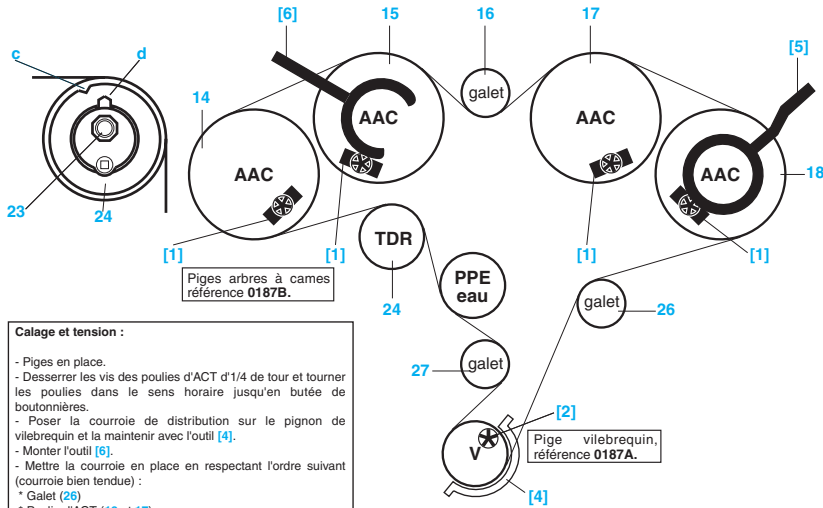 [6]
15
16
17
[5]
c
d
14
galet
AAC
AAC
AAC
AAC
18
23
24
[1]
[1]
TDR
[1]
[1]
Piges arbres à cames
référence 0187B.
24
PPE
eau
galet
26
Calage et tension :
- Piges en place.
- Desserrer les vis des poulies d'ACT d'1/4 de tour et tourner
les poulies dans le sens horaire jusqu'en butée de
boutonnières.
- Poser la courroie de distribution sur le pignon de
vilebrequin et la maintenir avec l'outil [4].
- Monter l'outil [6].
- Mettre la courroie en place en respectant l'ordre suivant
(courroie bien tendue) :
* Galet (26)
27
galet
[2]
V
Pige vilebrequin,
référence 0187A.
[4]